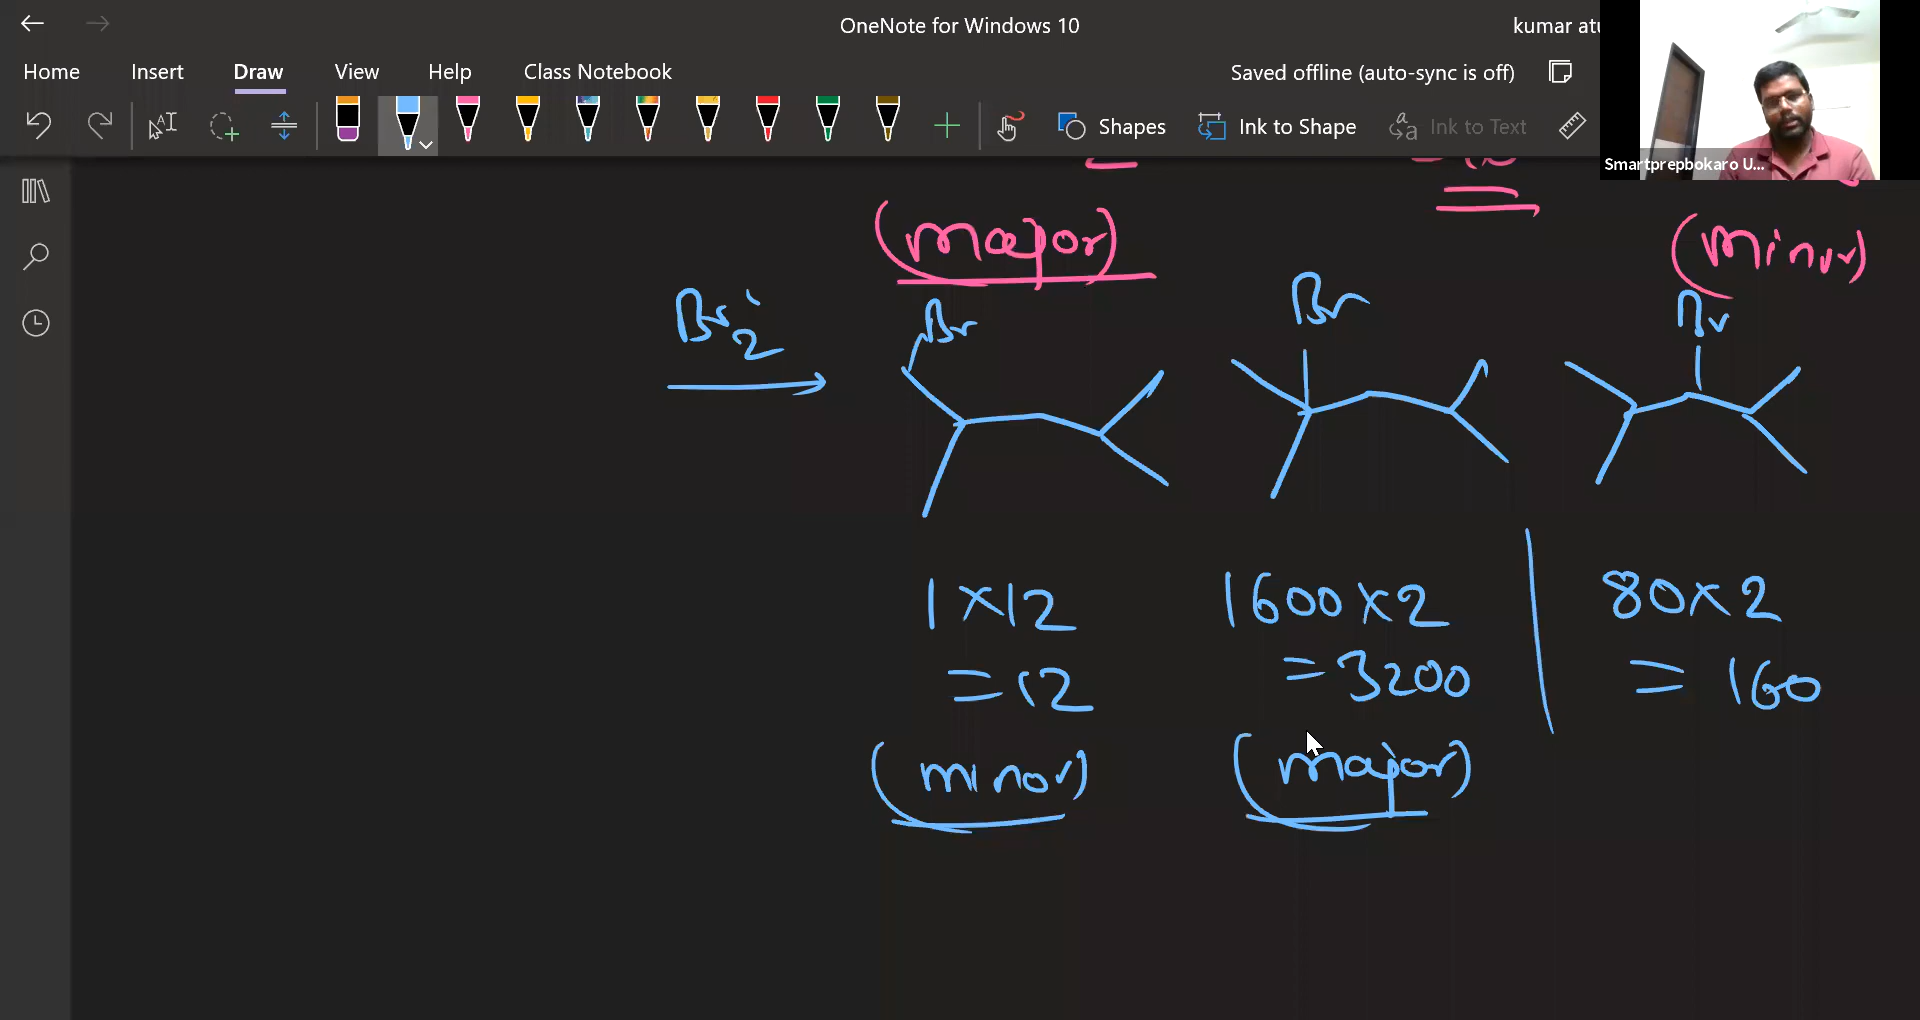 OneNote for Windows 10
kumar atu
Home Insert Draw View Help Class Notebook
Saved offline (auto-sync is off)
Shapes Ink to Shape Ink to Text
Smartprepbokaro U...
(major) (minor)
Br2 Br Br Br
1 × 12 1600 × 2 80 × 2
= 12 = 3200 = 160
(minor) (major)